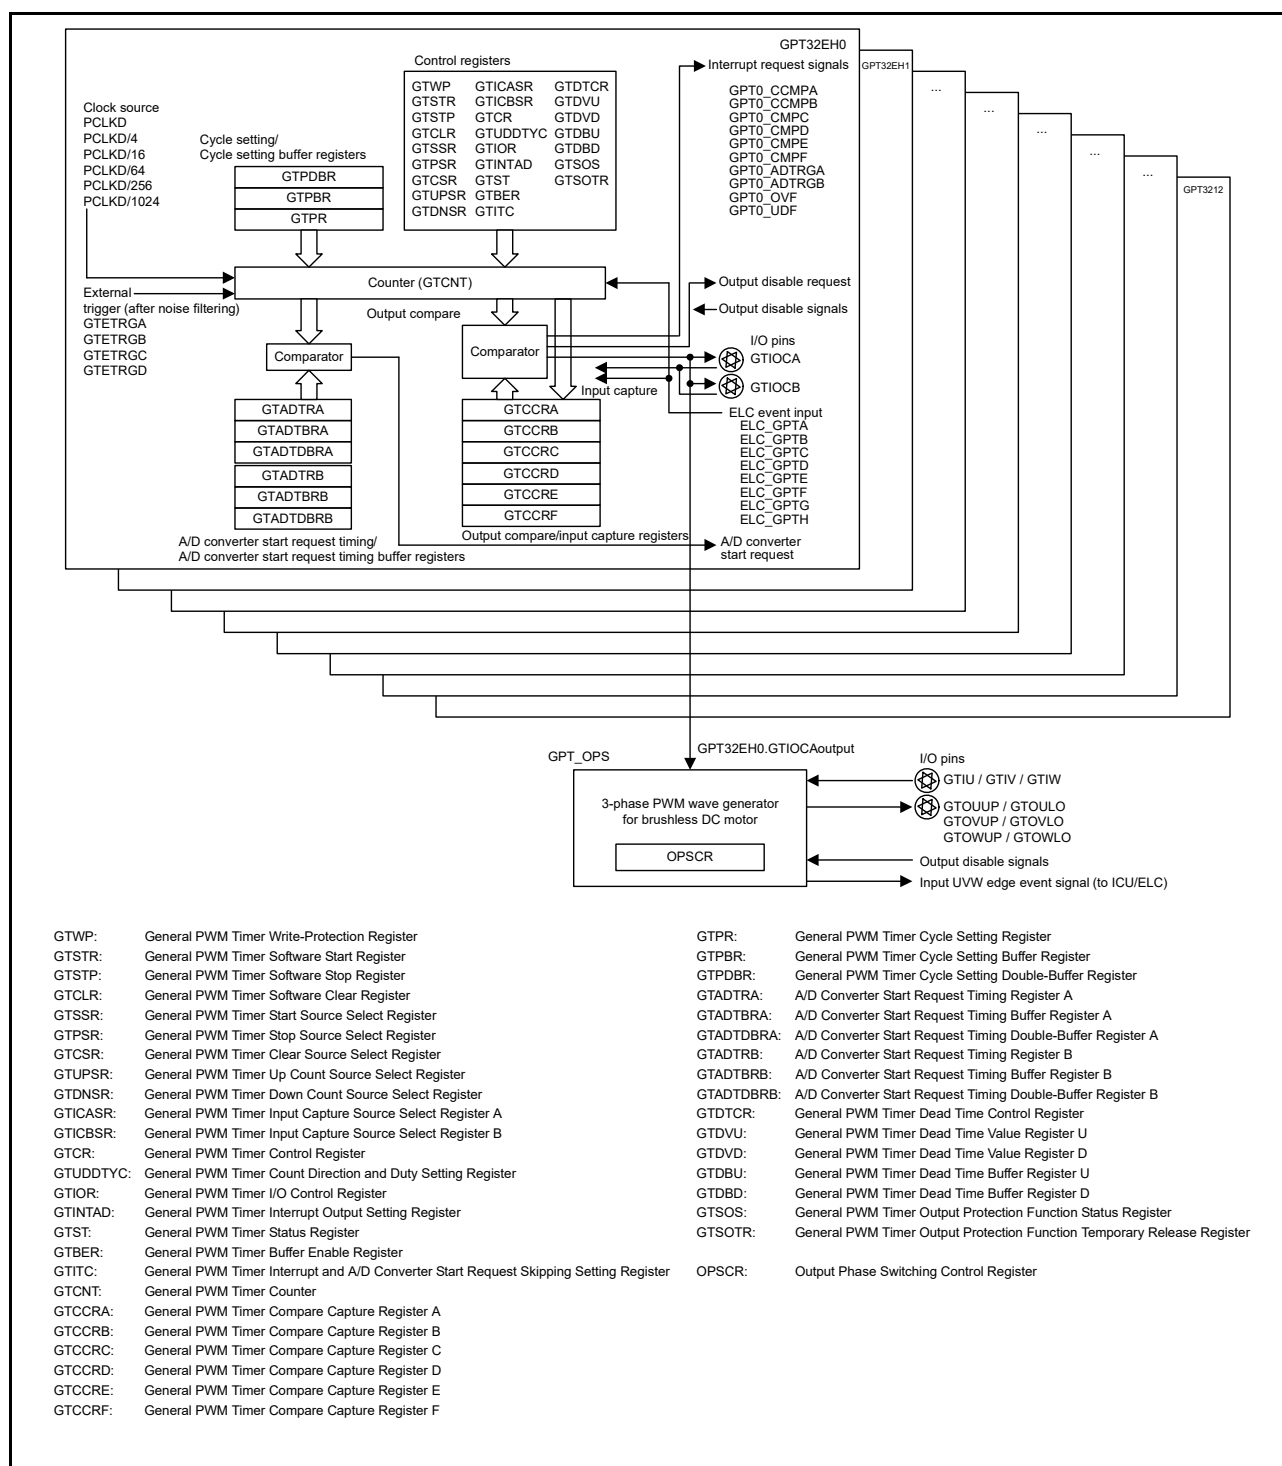 GPT32EH0
GPT32EH1
...
...
...
...
...
GPT3212
Clock source
PCLKD
PCLKD/4
PCLKD/16
PCLKD/64
PCLKD/256
PCLKD/1024
Cycle setting/
Cycle setting buffer registers
GTPDBR
GTPBR
GTPR
Control registers
GTWP GTICASR GTDTCR
GTSTR GTICBSR GTDVU
GTSTP GTCR GTDVD
GTCLR GTUDDTYC GTDBU
GTSSR GTIOR GTDBD
GTPSR GTINTAD GTSOS
GTCSR GTST GTSOTR
GTUPSR GTBER
GTDNSR GTITC
Interrupt request signals
GPT0_CCMPA
GPT0_CCMPB
GPT0_CMPC
GPT0_CMPD
GPT0_CMPE
GPT0_CMPF
GPT0_ADTRGA
GPT0_ADTRGB
GPT0_OVF
GPT0_UDF
Counter (GTCNT)
External
trigger (after noise filtering)
GTETRGA
GTETRGB
GTETRGC
GTETRGD
Output compare
Comparator
Comparator
Output disable request
Output disable signals
I/O pins
GTIOCA
GTIOCB
Input capture
GTADTRA
GTADTBRA
GTADTDBRA
GTADTRB
GTADTBRB
GTADTDBRB
A/D converter start request timing/
A/D converter start request timing buffer registers
GTCCRA
GTCCRB
GTCCRC
GTCCRD
GTCCRE
GTCCRF
Output compare/input capture registers
ELC event input
ELC_GPTA
ELC_GPTB
ELC_GPTC
ELC_GPTD
ELC_GPTE
ELC_GPTF
ELC_GPTG
ELC_GPTH
A/D converter
start request
GPT_OPS
GPT32EH0.GTIOCAoutput
3-phase PWM wave generator
for brushless DC motor
OPSCR
I/O pins
GTIU / GTIV / GTIW
GTOUUP / GTOULO
GTOVUP / GTOVLO
GTOWUP / GTOWLO
Output disable signals
Input UVW edge event signal (to ICU/ELC)
GTWP: General PWM Timer Write-Protection Register
GTSTR: General PWM Timer Software Start Register
GTSTP: General PWM Timer Software Stop Register
GTCLR: General PWM Timer Software Clear Register
GTSSR: General PWM Timer Start Source Select Register
GTPSR: General PWM Timer Stop Source Select Register
GTCSR: General PWM Timer Clear Source Select Register
GTUPSR: General PWM Timer Up Count Source Select Register
GTDNSR: General PWM Timer Down Count Source Select Register
GTICASR: General PWM Timer Input Capture Source Select Register A
GTICBSR: General PWM Timer Input Capture Source Select Register B
GTCR: General PWM Timer Control Register
GTUDDTYC: General PWM Timer Count Direction and Duty Setting Register
GTIOR: General PWM Timer I/O Control Register
GTINTAD: General PWM Timer Interrupt Output Setting Register
GTST: General PWM Timer Status Register
GTBER: General PWM Timer Buffer Enable Register
GTITC: General PWM Timer Interrupt and A/D Converter Start Request Skipping Setting Register
GTCNT: General PWM Timer Counter
GTCCRA: General PWM Timer Compare Capture Register A
GTCCRB: General PWM Timer Compare Capture Register B
GTCCRC: General PWM Timer Compare Capture Register C
GTCCRD: General PWM Timer Compare Capture Register D
GTCCRE: General PWM Timer Compare Capture Register E
GTCCRF: General PWM Timer Compare Capture Register F
GTPR: General PWM Timer Cycle Setting Register
GTPBR: General PWM Timer Cycle Setting Buffer Register
GTPDBR: General PWM Timer Cycle Setting Double-Buffer Register
GTADTRA: A/D Converter Start Request Timing Register A
GTADTBRA: A/D Converter Start Request Timing Buffer Register A
GTADTDBRA: A/D Converter Start Request Timing Double-Buffer Register A
GTADTRB: A/D Converter Start Request Timing Register B
GTADTBRB: A/D Converter Start Request Timing Buffer Register B
GTADTDBRB: A/D Converter Start Request Timing Double-Buffer Register B
GTDTCR: General PWM Timer Dead Time Control Register
GTDVU: General PWM Timer Dead Time Value Register U
GTDVD: General PWM Timer Dead Time Value Register D
GTDBU: General PWM Timer Dead Time Buffer Register U
GTDBD: General PWM Timer Dead Time Buffer Register D
GTSOS: General PWM Timer Output Protection Function Status Register
GTSOTR: General PWM Timer Output Protection Function Temporary Release Register
OPSCR: Output Phase Switching Control Register